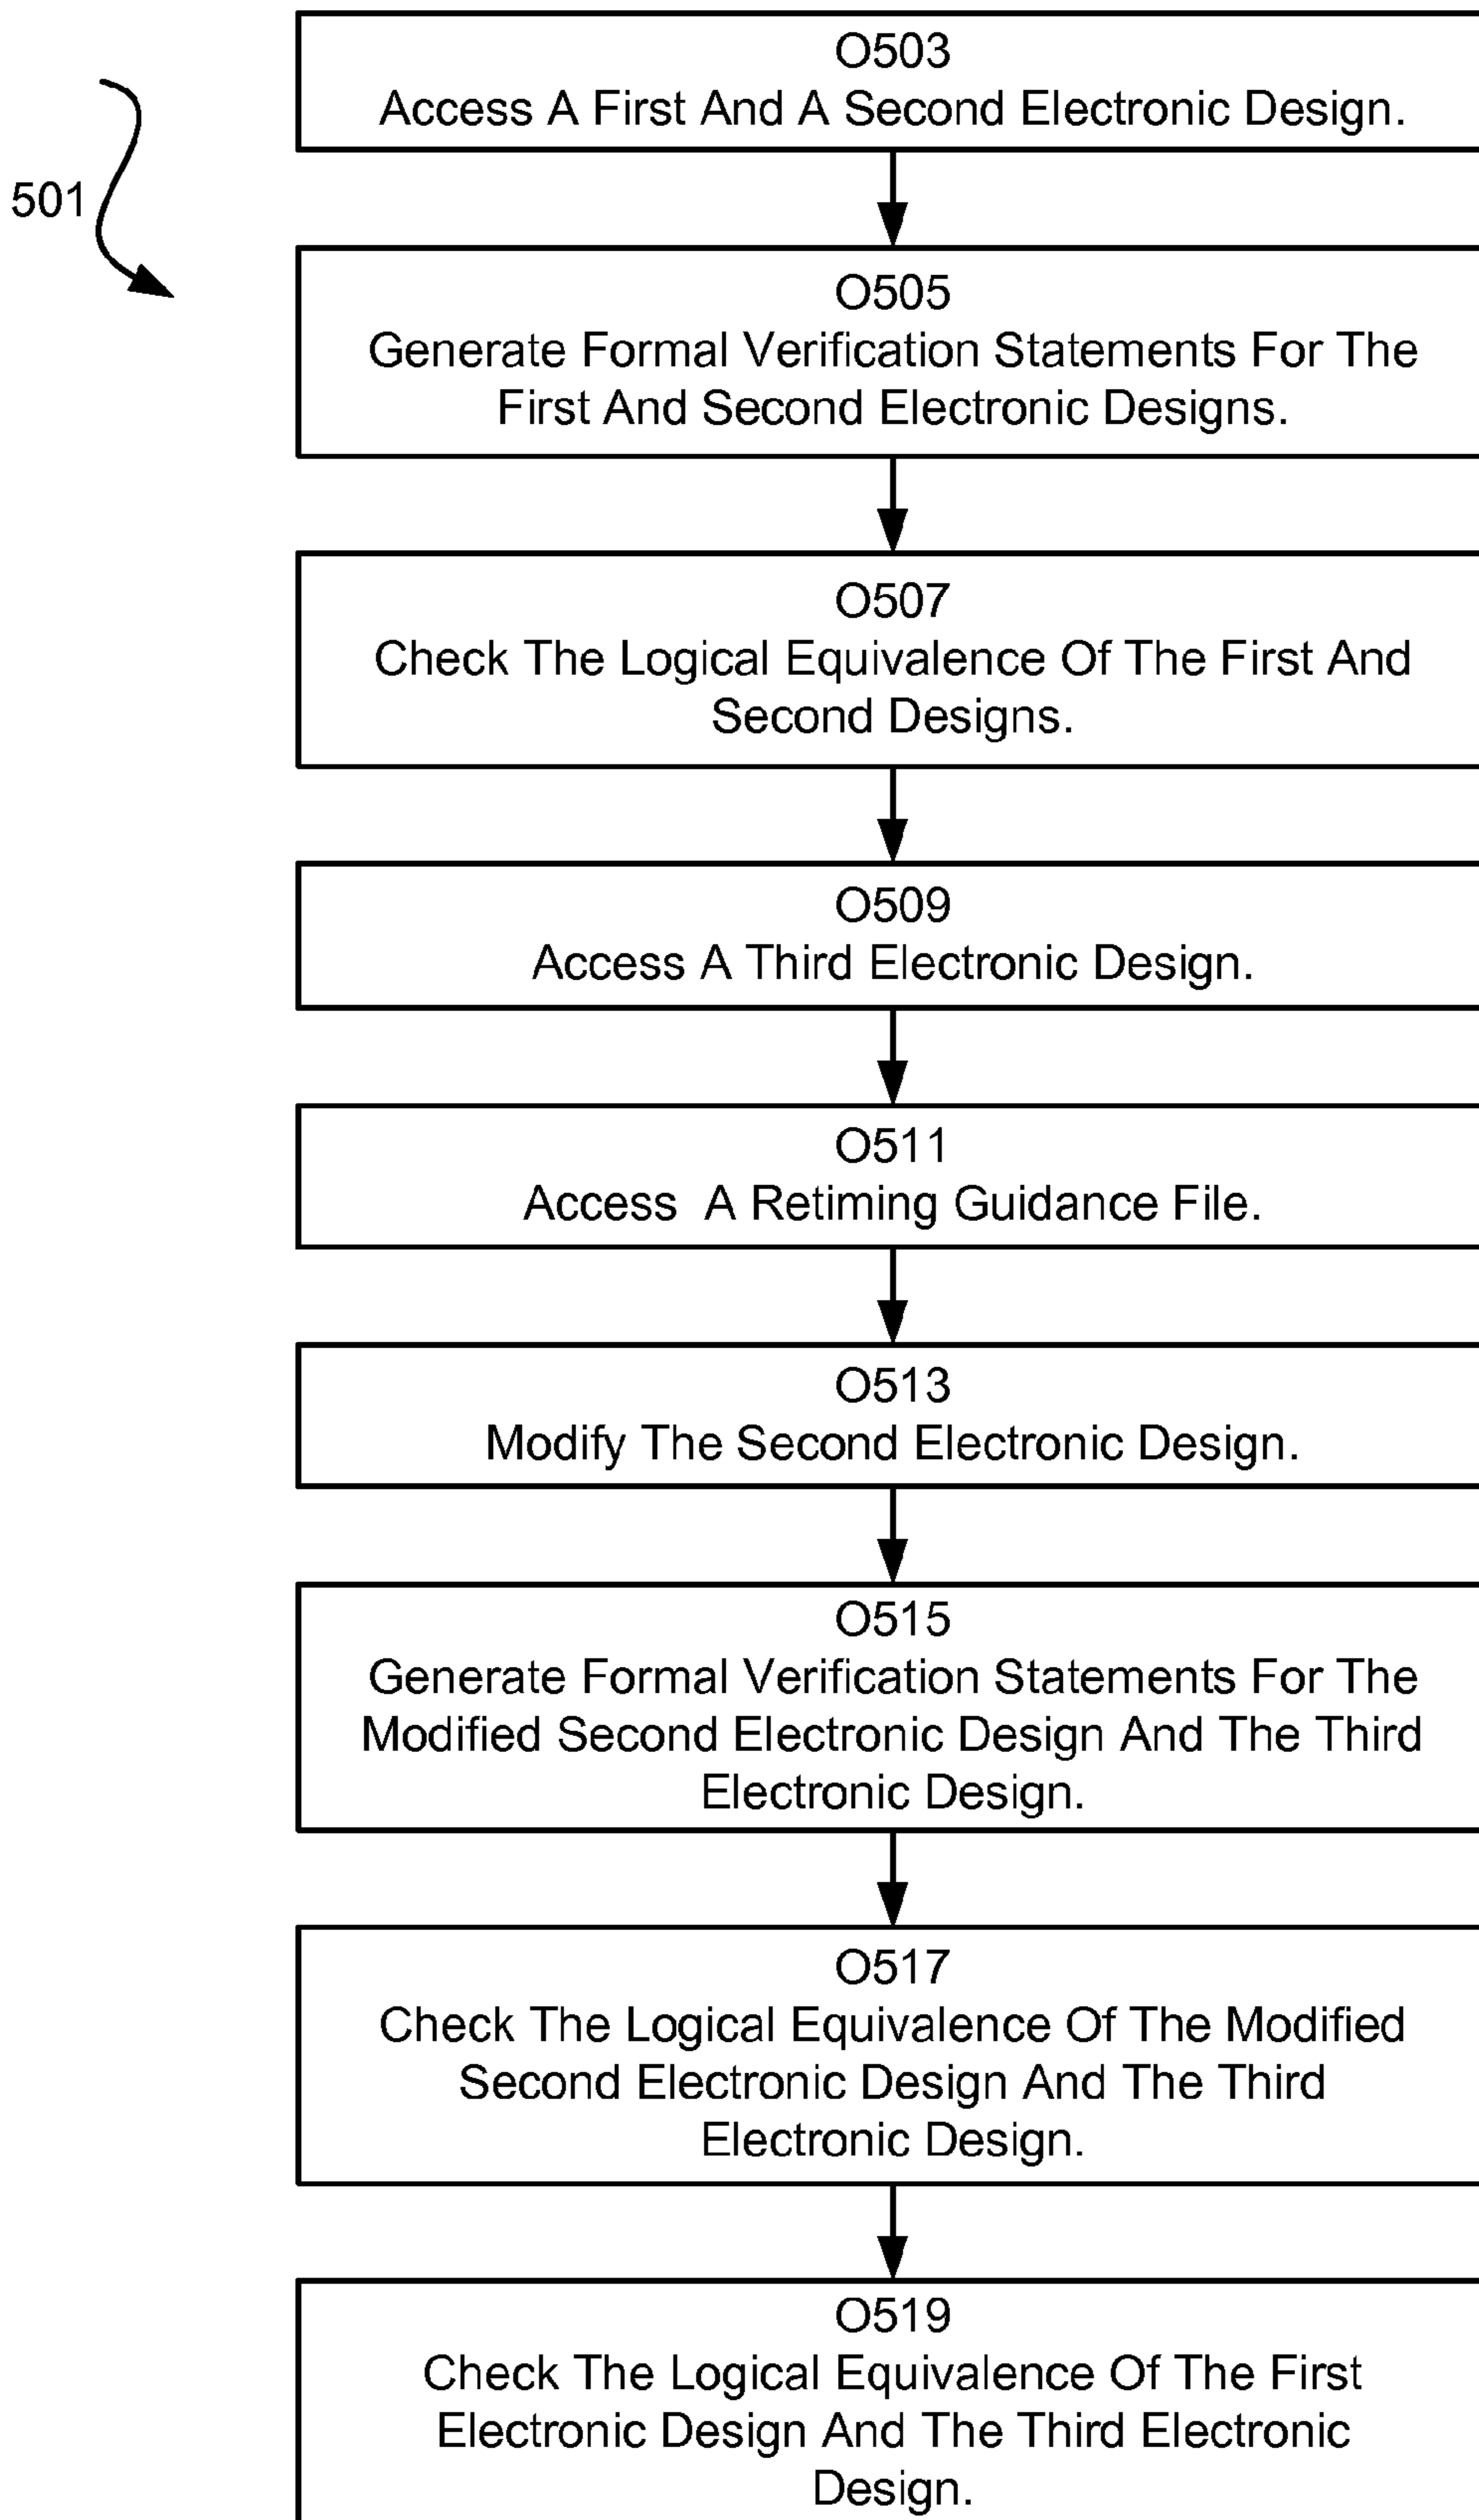 O503
Access A First And A Second Electronic Design.
501
O505
Generate Formal Verification Statements For The
First And Second Electronic Designs.
O507
Check The Logical Equivalence Of The First And
Second Designs.
O509
Access A Third Electronic Design.
O511
Access  A Retiming Guidance File.
O513
Modify The Second Electronic Design.
O515
Generate Formal Verification Statements For The
Modified Second Electronic Design And The Third
Electronic Design.
O517
Check The Logical Equivalence Of The Modified
Second Electronic Design And The Third
Electronic Design.
O519
Check The Logical Equivalence Of The First
Electronic Design And The Third Electronic
Design.